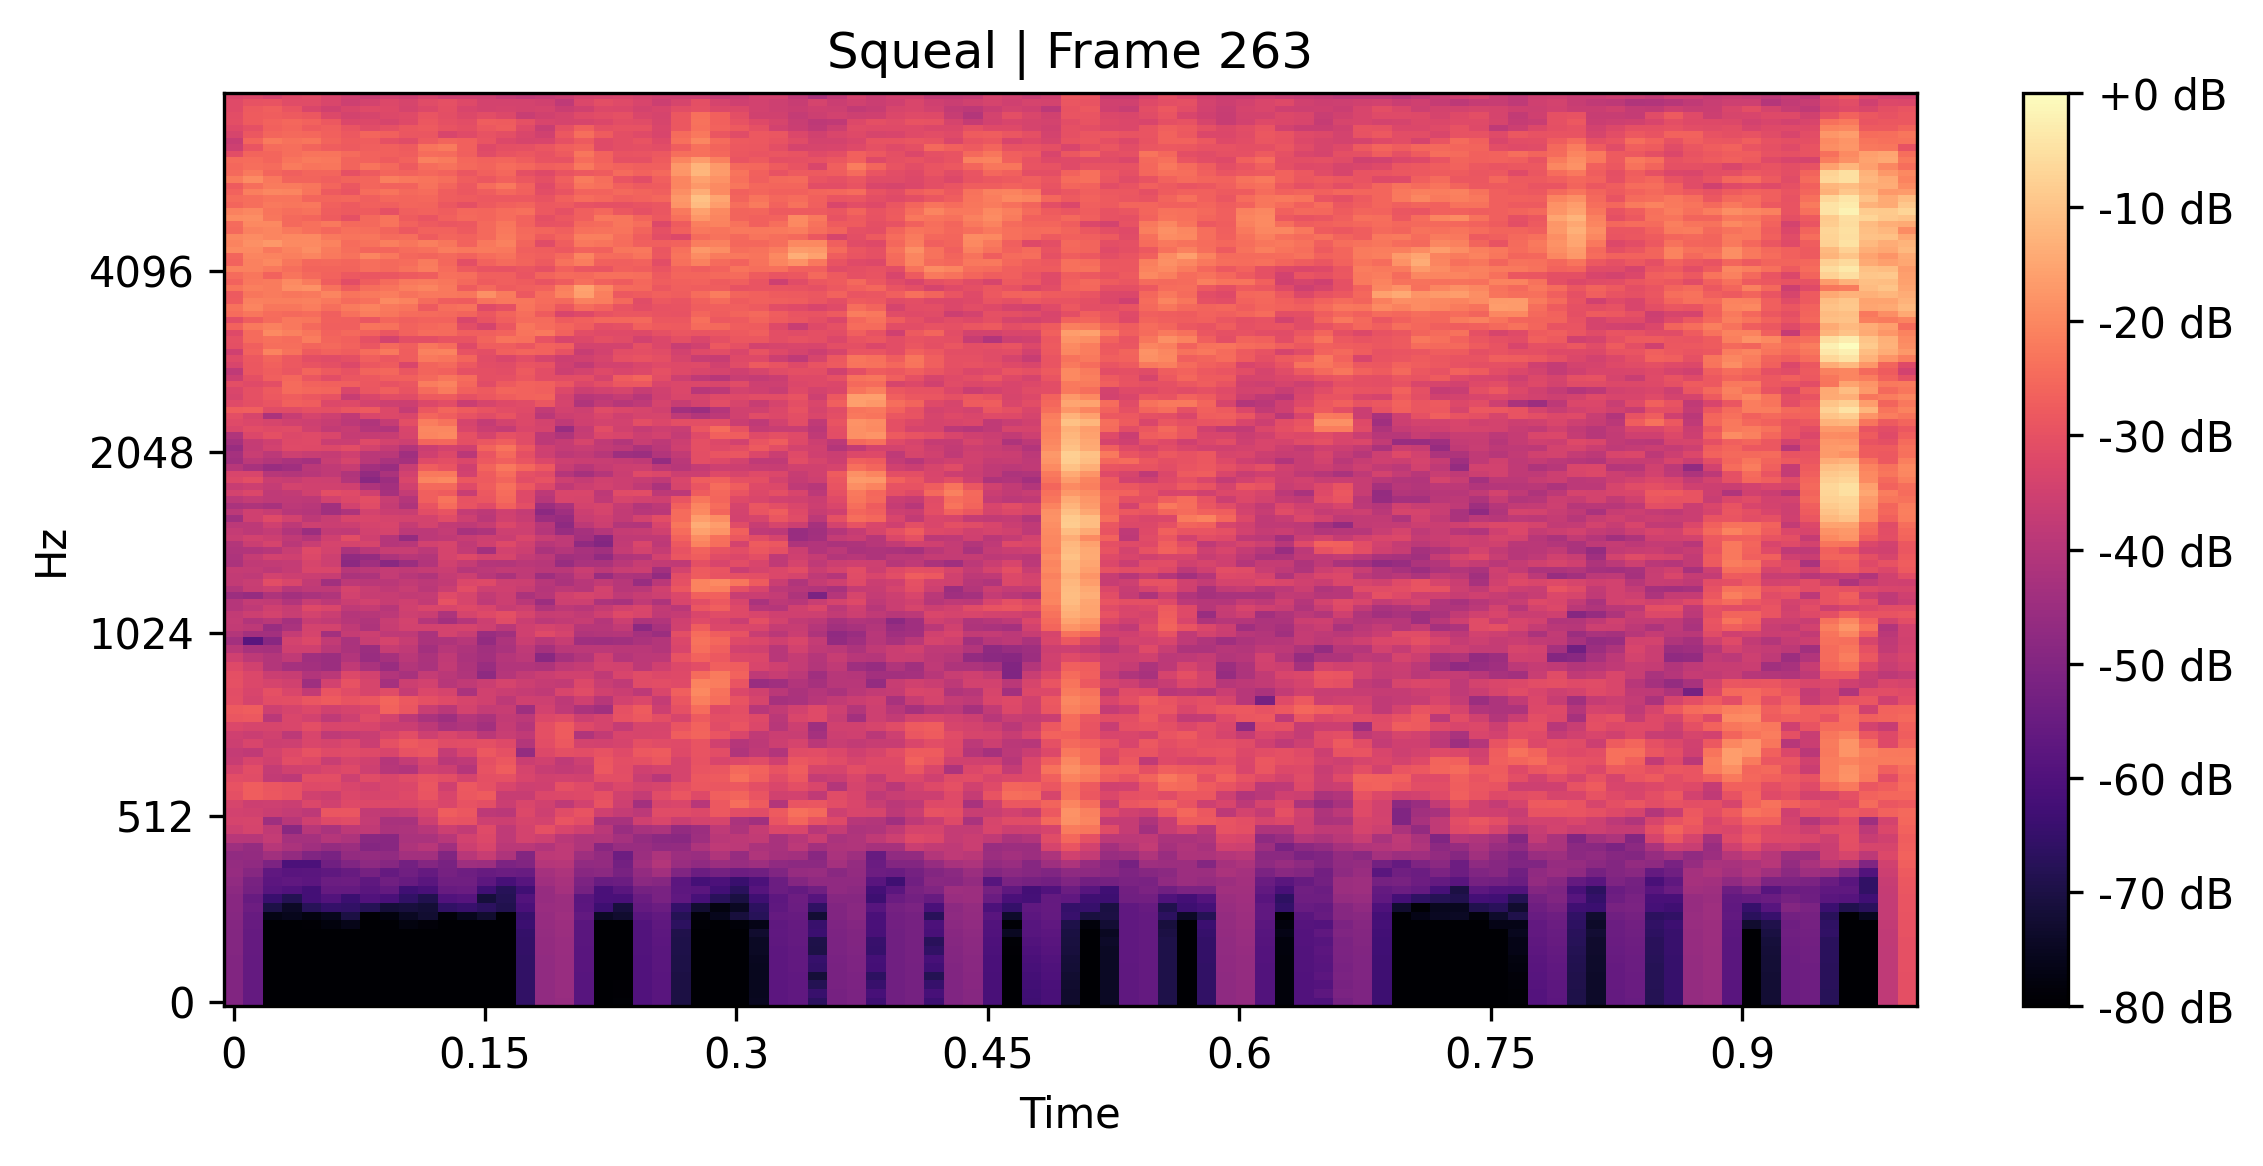 Squeal | Frame 263
+0 dB
-10 dB
-20 dB
-30 dB
-40 dB
-50 dB
-60 dB
-70 dB
-80 dB
Hz
4096
2048
1024
512
0
0 0.15 0.3 0.45 0.6 0.75 0.9
Time